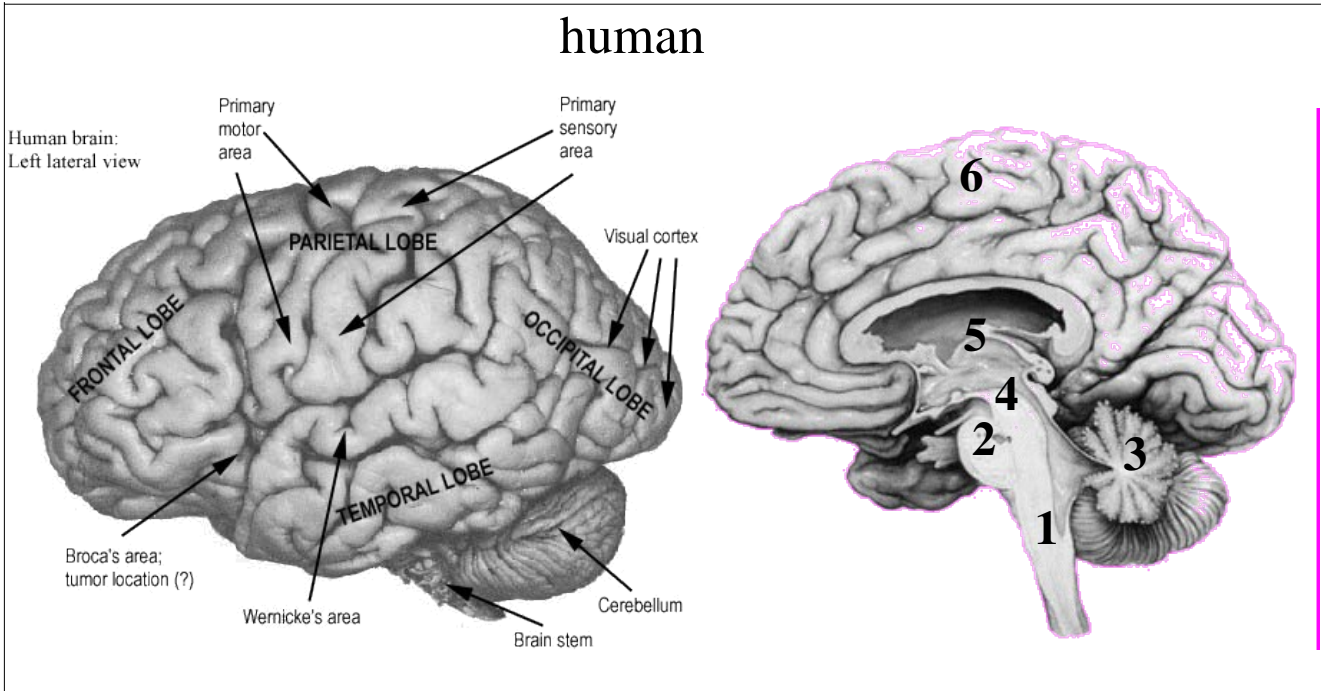 human
Human brain:
Left lateral view
Primary
motor
area
Primary
sensory
area
PARIETAL LOBE
Visual cortex
FRONTAL LOBE
OCCIPITAL LOBE
TEMPORAL LOBE
Broca's area;
tumor location (?)
Wernicke's area
Cerebellum
Brain stem
6
5
4
2
3
1